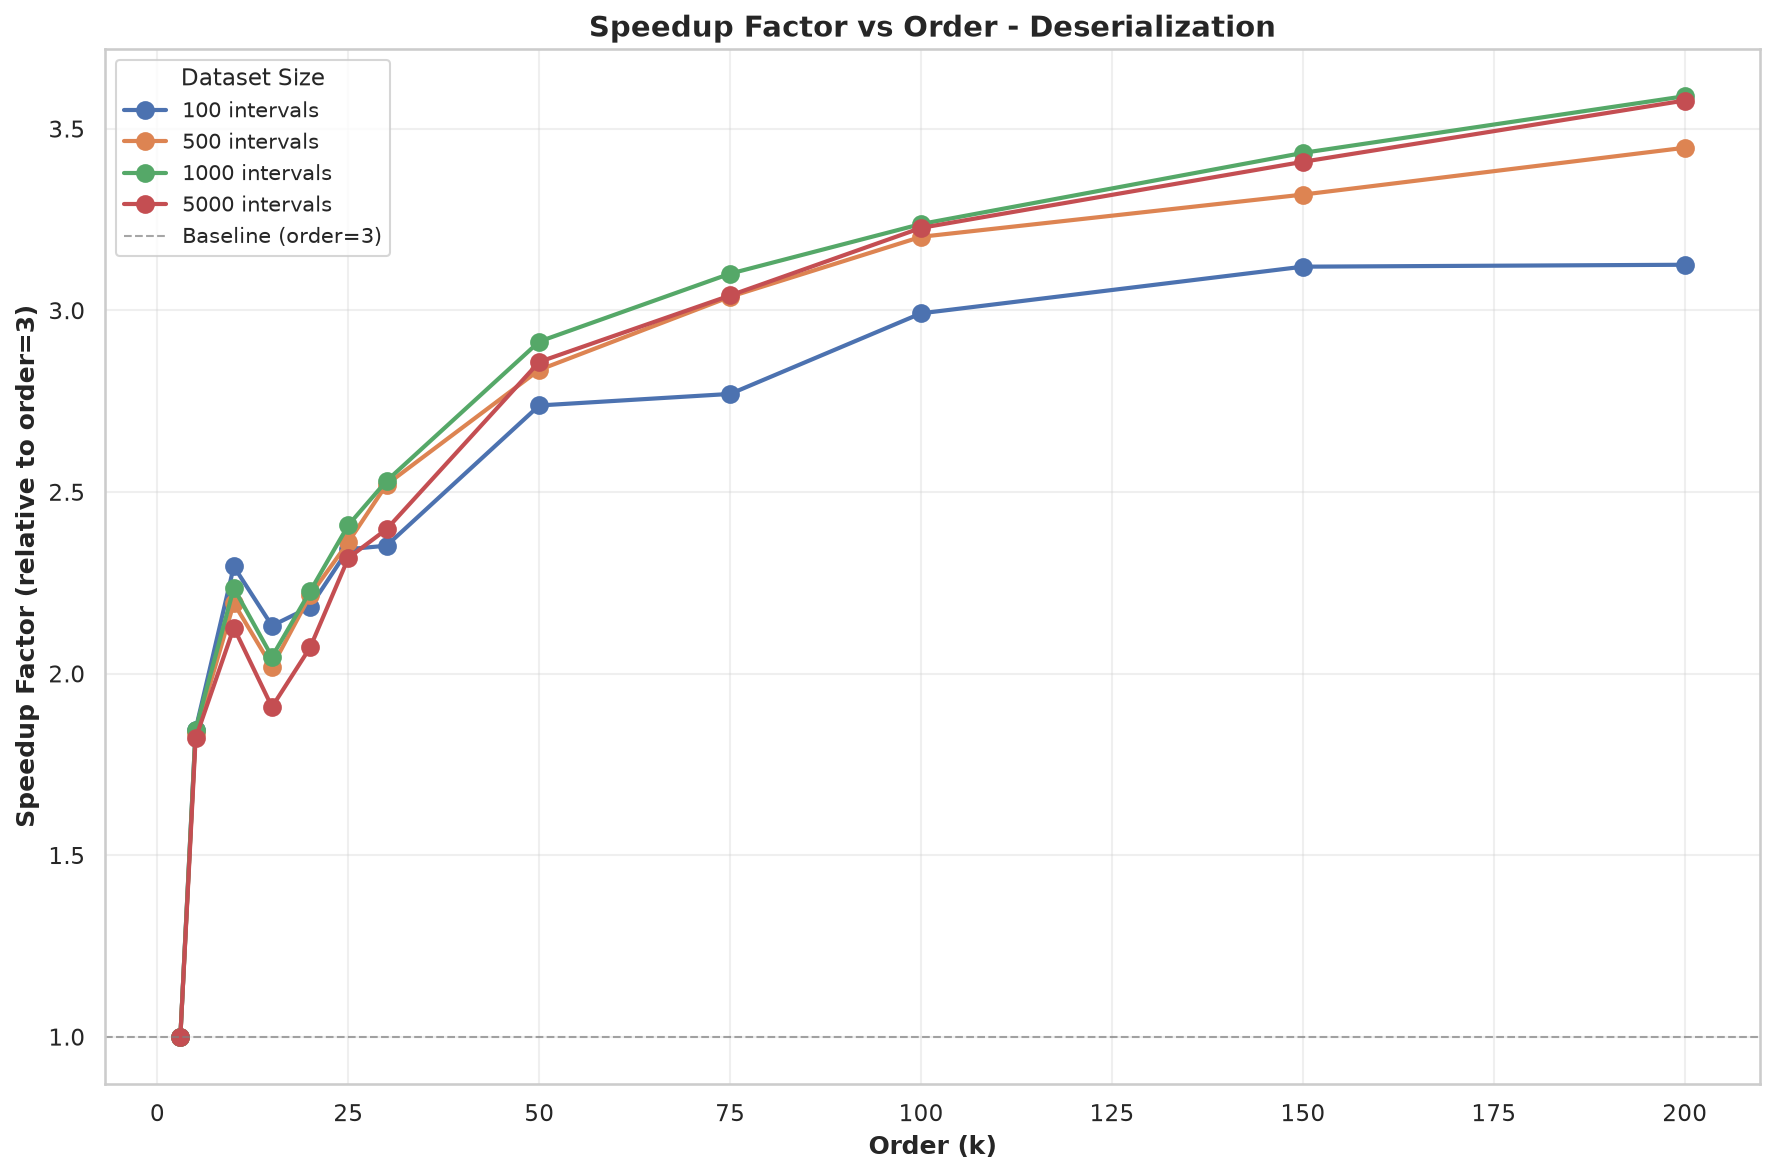 Speedup Factor vs Order - Deserialization
Dataset Size
100 intervals
500 intervals
1000 intervals
5000 intervals
Baseline (order=3)
Speedup Factor (relative to order=3)
3.5
3.0
2.5
2.0
1.5
1.0
0 25 50 75 100 125 150 175 200
Order (k)